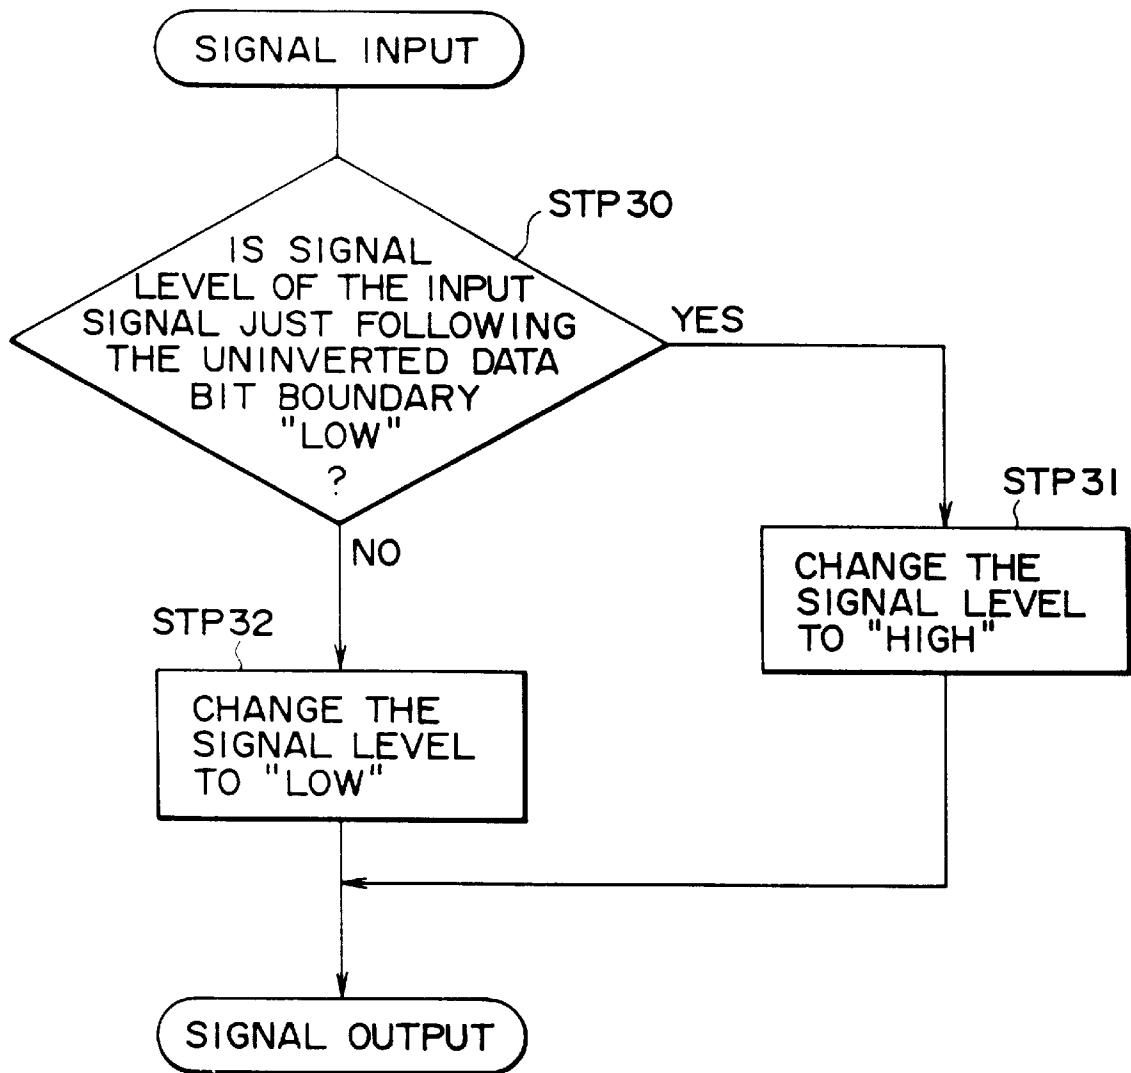 SIGNAL INPUT
STP30
IS SIGNAL
LEVEL OF THE INPUT
SIGNAL JUST FOLLOWING
THE UNINVERTED DATA
BIT BOUNDARY
"LOW"
?
YES
NO
STP31
CHANGE THE
SIGNAL LEVEL
TO "HIGH"
STP32
CHANGE THE
SIGNAL LEVEL
TO "LOW"
SIGNAL OUTPUT